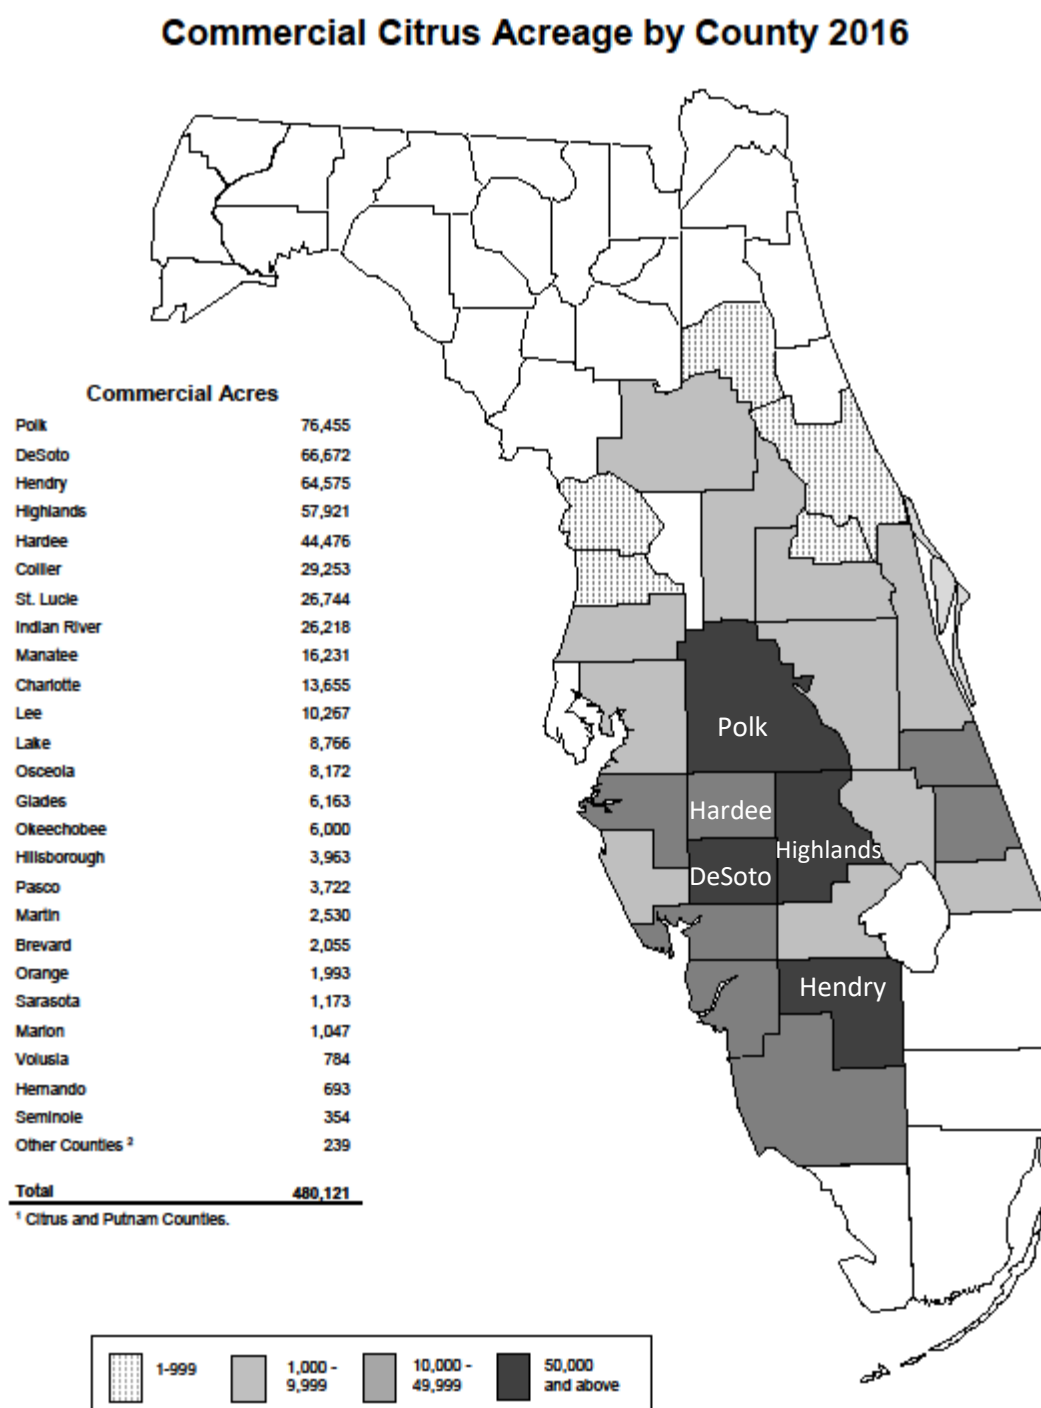 Commercial Citrus Acreage by County 2016
Commercial Acres
Polk 76,455
DeSoto 66,672
Hendry 64,575
Highlands 57,921
Hardee 44,476
Collier 29,253
St. Lucie 26,744
Indian River 26,218
Manatee 16,231
Charlotte 13,655
Lee 10,267
Lake 8,766
Osceola 8,172
Glades 6,163
Okeechobee 6,000
Hillsborough 3,963
Pasco 3,722
Martin 2,530
Brevard 2,055
Orange 1,993
Sarasota 1,173
Marion 1,047
Volusia 784
Hernando 693
Seminole 354
Other Counties ² 239
Total 480,121
¹ Citrus and Putnam Counties.
Polk
Hardee
Highlands
DeSoto
Hendry
1-999
1,000 -
9,999
10,000 -
49,999
50,000
and above